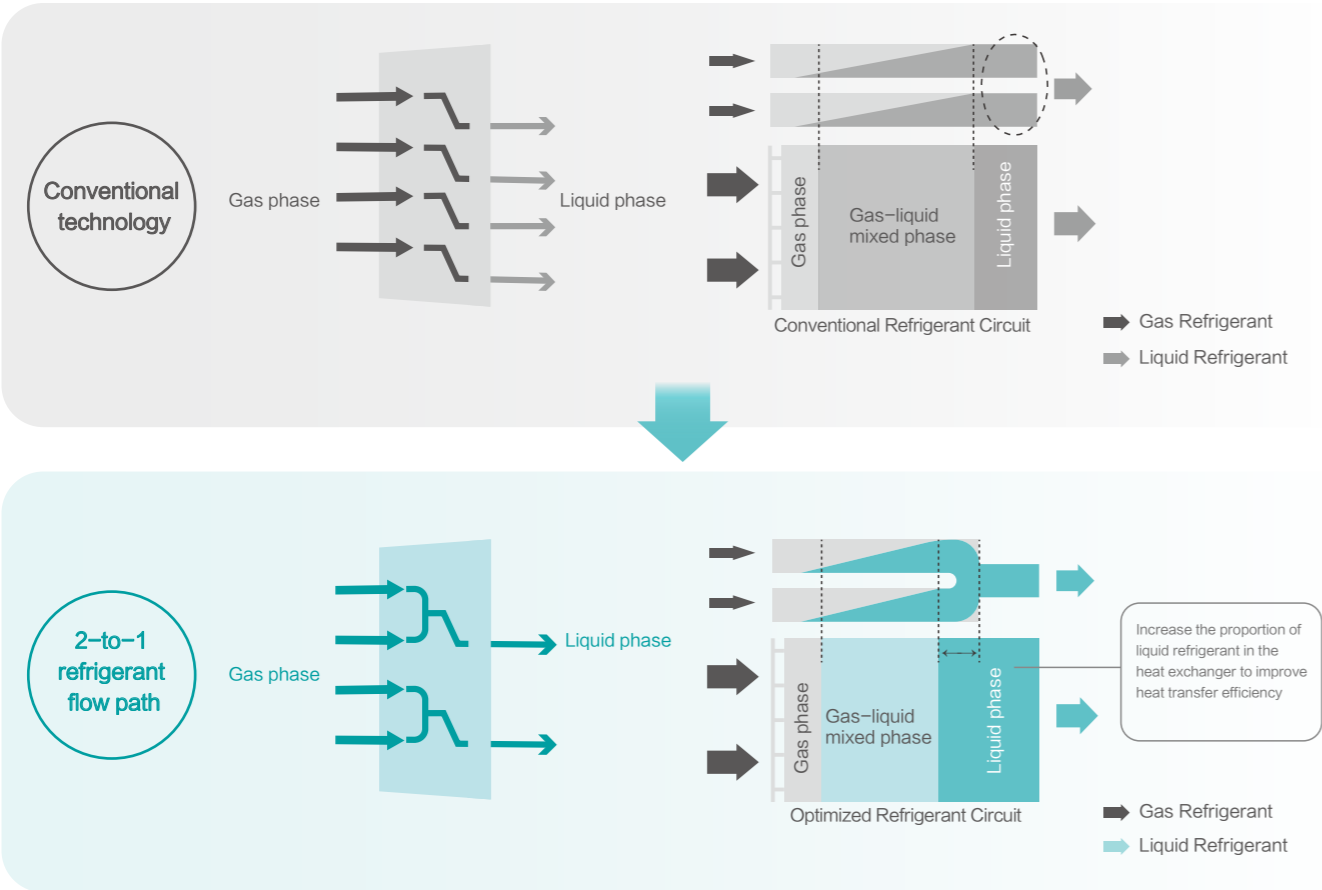 Conventional
technology
Gas phase
Liquid phase
Gas phase
Gas–liquid
mixed phase
Liquid phase
Conventional Refrigerant Circuit
Gas Refrigerant
Liquid Refrigerant
2–to–1
refrigerant
flow path
Gas phase
Liquid phase
Gas phase
Gas–liquid
mixed phase
Liquid phase
Optimized Refrigerant Circuit
Increase the proportion of
liquid refrigerant in the
heat exchanger to improve
heat transfer efficiency
Gas Refrigerant
Liquid Refrigerant